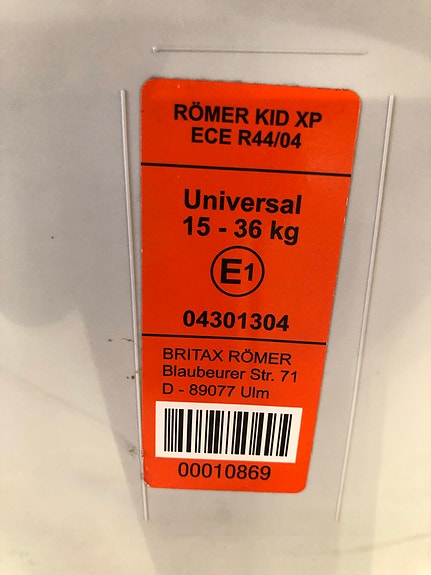 RÖMER KID XP
ECE R44/04
Universal
15 - 36 kg
E1
04301304
BRITAX RÖMER
Blaubeurer Str. 71
D - 89077 Ulm
00010869